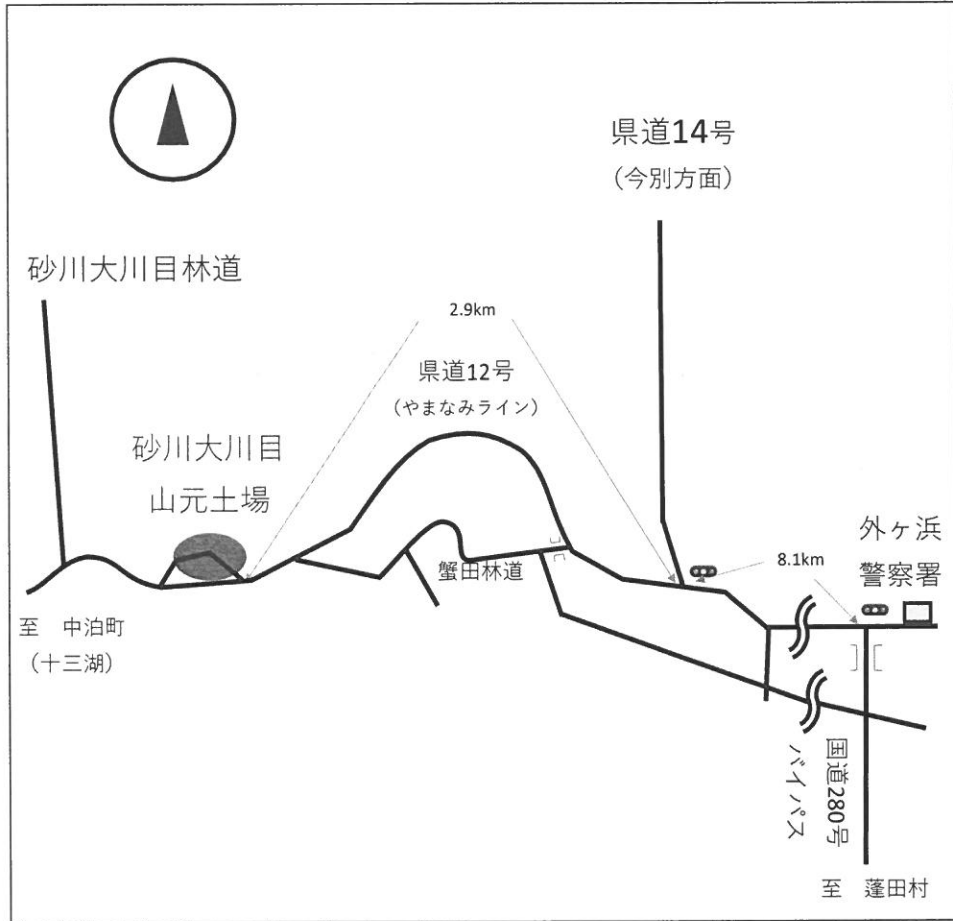 県道14号
(今別方面)
砂川大川目林道
2.9km
県道12号
(やまなみライン)
砂川大川目
山元土場
外ヶ浜
警察署
8.1km
蟹田林道
至 中泊町
(十三湖)
国道280号
バイパス
至 蓬田村